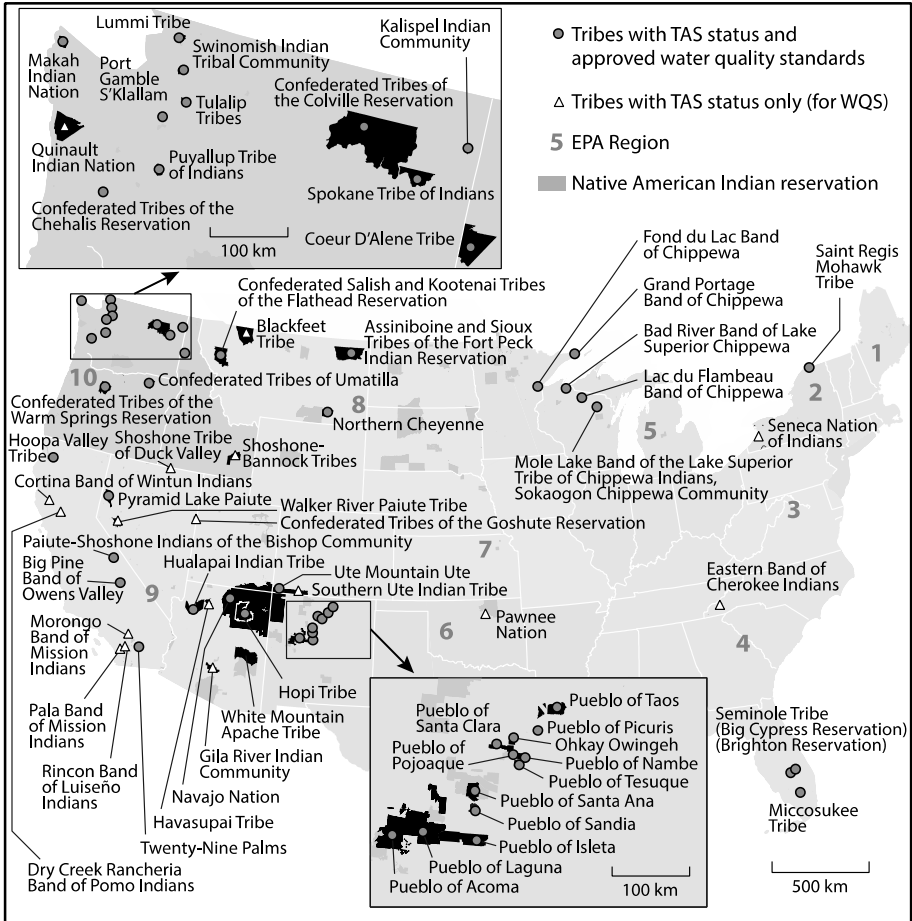 Lummi Tribe
Makah
Indian
Nation
Port
Gamble
S'Klallam
Swinomish Indian
Tribal Community
Tulalip
Tribes
Quinault
Indian Nation
Puyallup Tribe
of Indians
Confederated Tribes of the
Chehalis Reservation
Kalispel Indian
Community
Confederated Tribes of
the Colville Reservation
Spokane Tribe of Indians
Coeur D'Alene Tribe
100 km
Tribes with TAS status and
approved water quality standards
Tribes with TAS status only (for WQS)
5 EPA Region
Native American Indian reservation
Fond du Lac Band
of Chippewa
Saint Regis
Mohawk
Tribe
Grand Portage
Band of Chippewa
Bad River Band of Lake
Superior Chippewa
Lac du Flambeau
Band of Chippewa
Confederated Salish and Kootenai Tribes
of the Flathead Reservation
Blackfeet
Tribe
Assiniboine and Sioux
Tribes of the Fort Peck
Indian Reservation
1
2
10
8
5
Confederated Tribes of Umatilla
Confederated Tribes of the
Warm Springs Reservation
Northern Cheyenne
Seneca Nation
of Indians
Hoopa Valley
Tribe
Shoshone Tribe
of Duck Valley
Shoshone-
Bannock Tribes
Mole Lake Band of the Lake Superior
Tribe of Chippewa Indians,
Sokaogon Chippewa Community
Cortina Band of Wintun Indians
Pyramid Lake Paiute
Walker River Paiute Tribe
Confederated Tribes of the Goshute Reservation
3
Paiute-Shoshone Indians of the Bishop Community
7
Big Pine
Band of
Owens Valley
9
Hualapai Indian Tribe
Ute Mountain Ute
Southern Ute Indian Tribe
Eastern Band of
Cherokee Indians
6
Pawnee
Nation
4
Morongo
Band of
Mission
Indians
Hopi Tribe
White Mountain
Apache Tribe
Pala Band
of Mission
Indians
Gila River Indian
Community
Rincon Band
of Luiseño
Indians
Navajo Nation
Havasupai Tribe
Twenty-Nine Palms
Dry Creek Rancheria
Band of Pomo Indians
Pueblo of Taos
Pueblo of
Santa Clara
Pueblo of Picuris
Ohkay Owingeh
Pueblo of
Pojoaque
Pueblo of Nambe
Pueblo of Tesuque
Pueblo of Santa Ana
Pueblo of Sandia
Pueblo of Isleta
Pueblo of Laguna
Pueblo of Acoma
100 km
Seminole Tribe
(Big Cypress Reservation)
(Brighton Reservation)
Miccosukee
Tribe
500 km